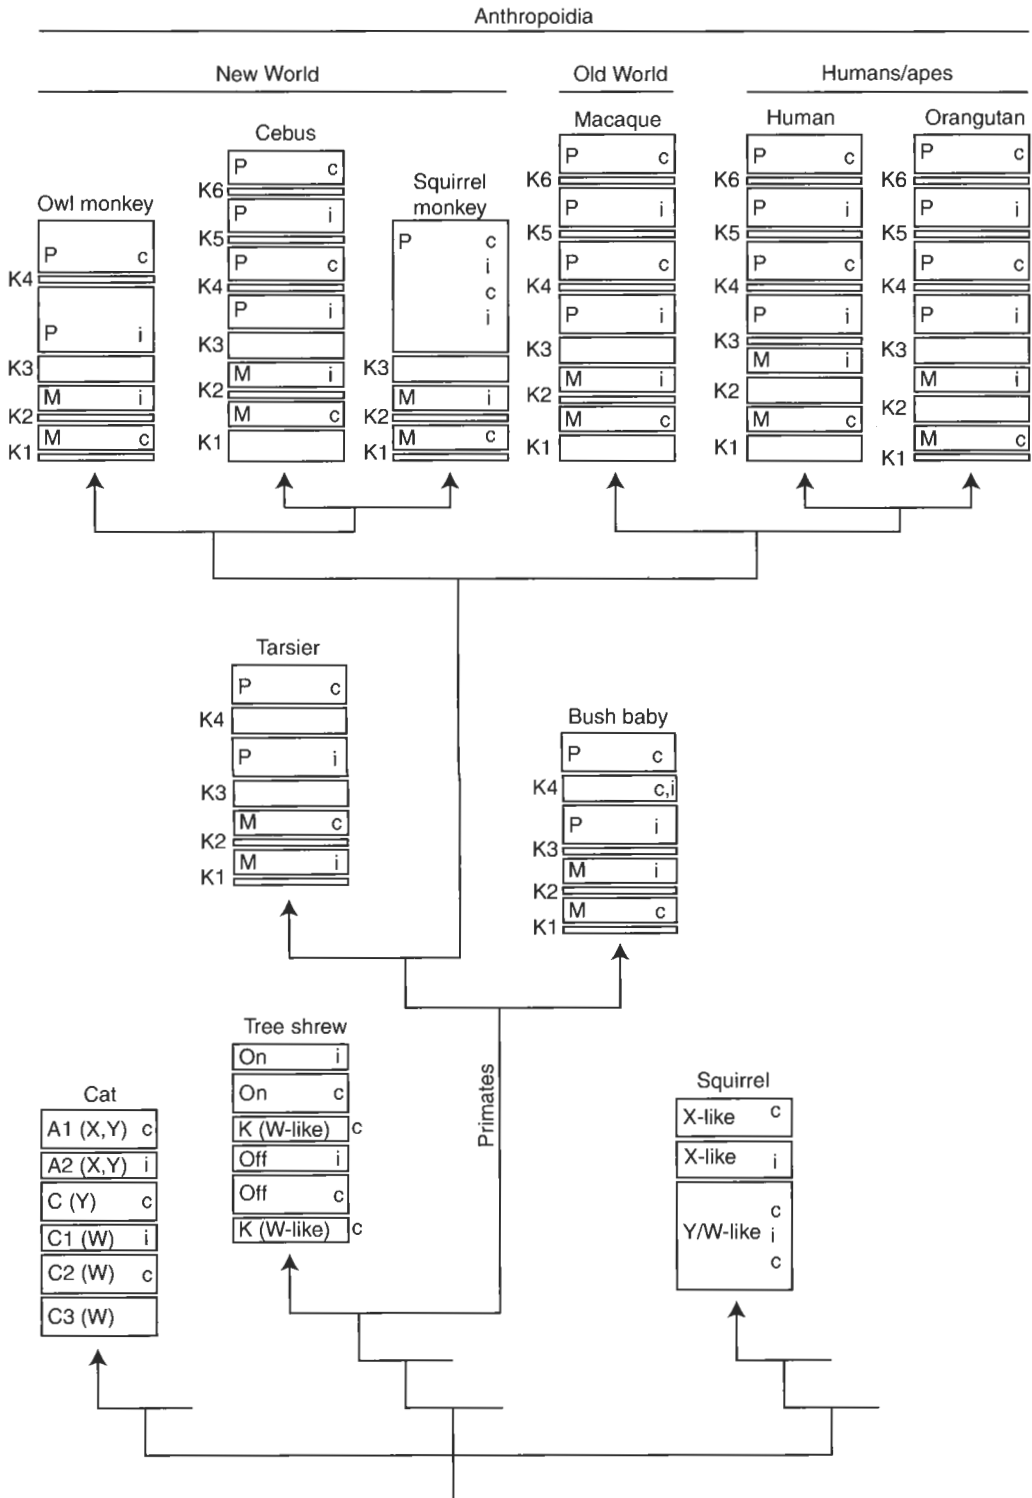 Anthropoidia
New World
Old World
Humans/apes
Owl monkey
P c
K4
P i
K3
M i
K2
M c
K1
Cebus
P c
K6
P i
K5
P c
K4
P i
K3
M i
K2
M c
K1
Squirrel
monkey
P c
i
c
i
K3
M i
K2
M c
K1
Macaque
P c
K6
P i
K5
P c
K4
P i
K3
M i
K2
M c
K1
Human
P c
K6
P i
K5
P c
K4
P i
K3
M i
K2
M c
K1
Orangutan
P c
K6
P i
K5
P c
K4
P i
K3
M i
K2
M c
K1
Tarsier
P c
K4
P i
K3
M c
K2
M i
K1
Bush baby
P c
K4 c,i
P i
K3
M i
K2
M c
K1
Primates
Tree shrew
On i
On c
K (W-like) c
Off i
Off c
K (W-like) c
Cat
A1 (X,Y) c
A2 (X,Y) i
C (Y) c
C1 (W) i
C2 (W) c
C3 (W)
Squirrel
X-like c
X-like i
c
Y/W-like i
c